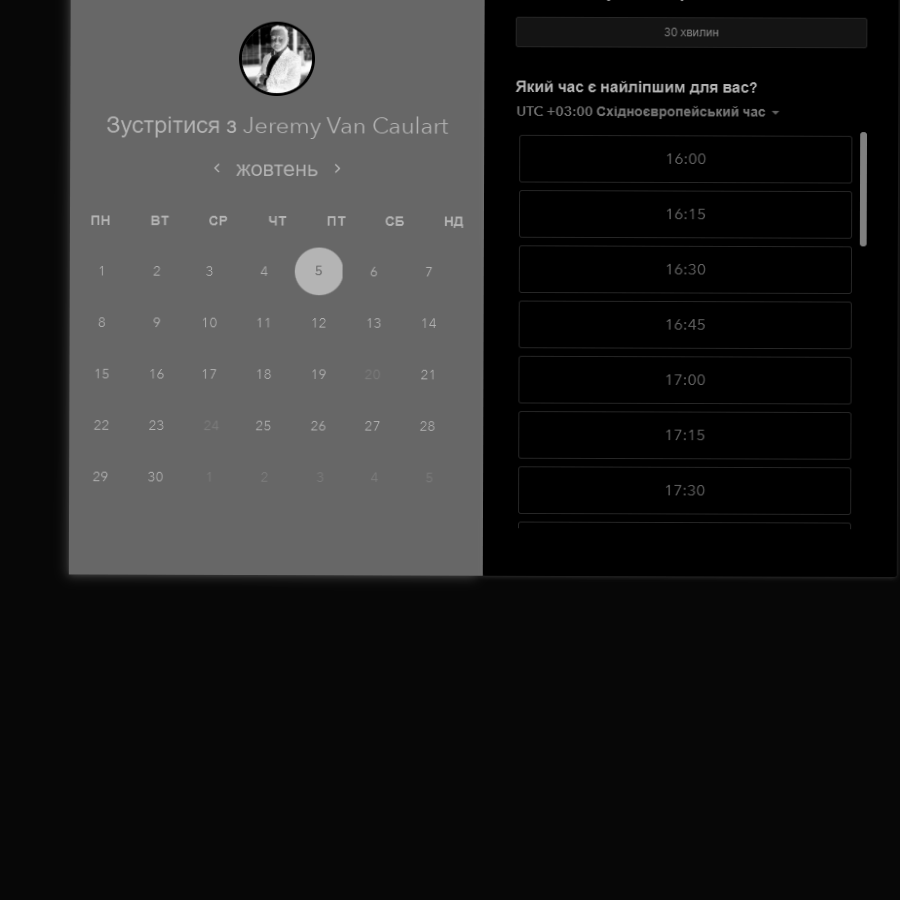 Зустрітися з Jeremy Van Caulart
жовтень
ПН ВТ СР ЧТ ПТ СБ НД
1 2 3 4 5 6 7
8 9 10 11 12 13 14
15 16 17 18 19 20 21
22 23 24 25 26 27 28
29 30 1 2 3 4 5
30 хвилин
Який час є найліпшим для вас?
UTC +03:00 Східноєвропейський час
16:00
16:15
16:30
16:45
17:00
17:15
17:30